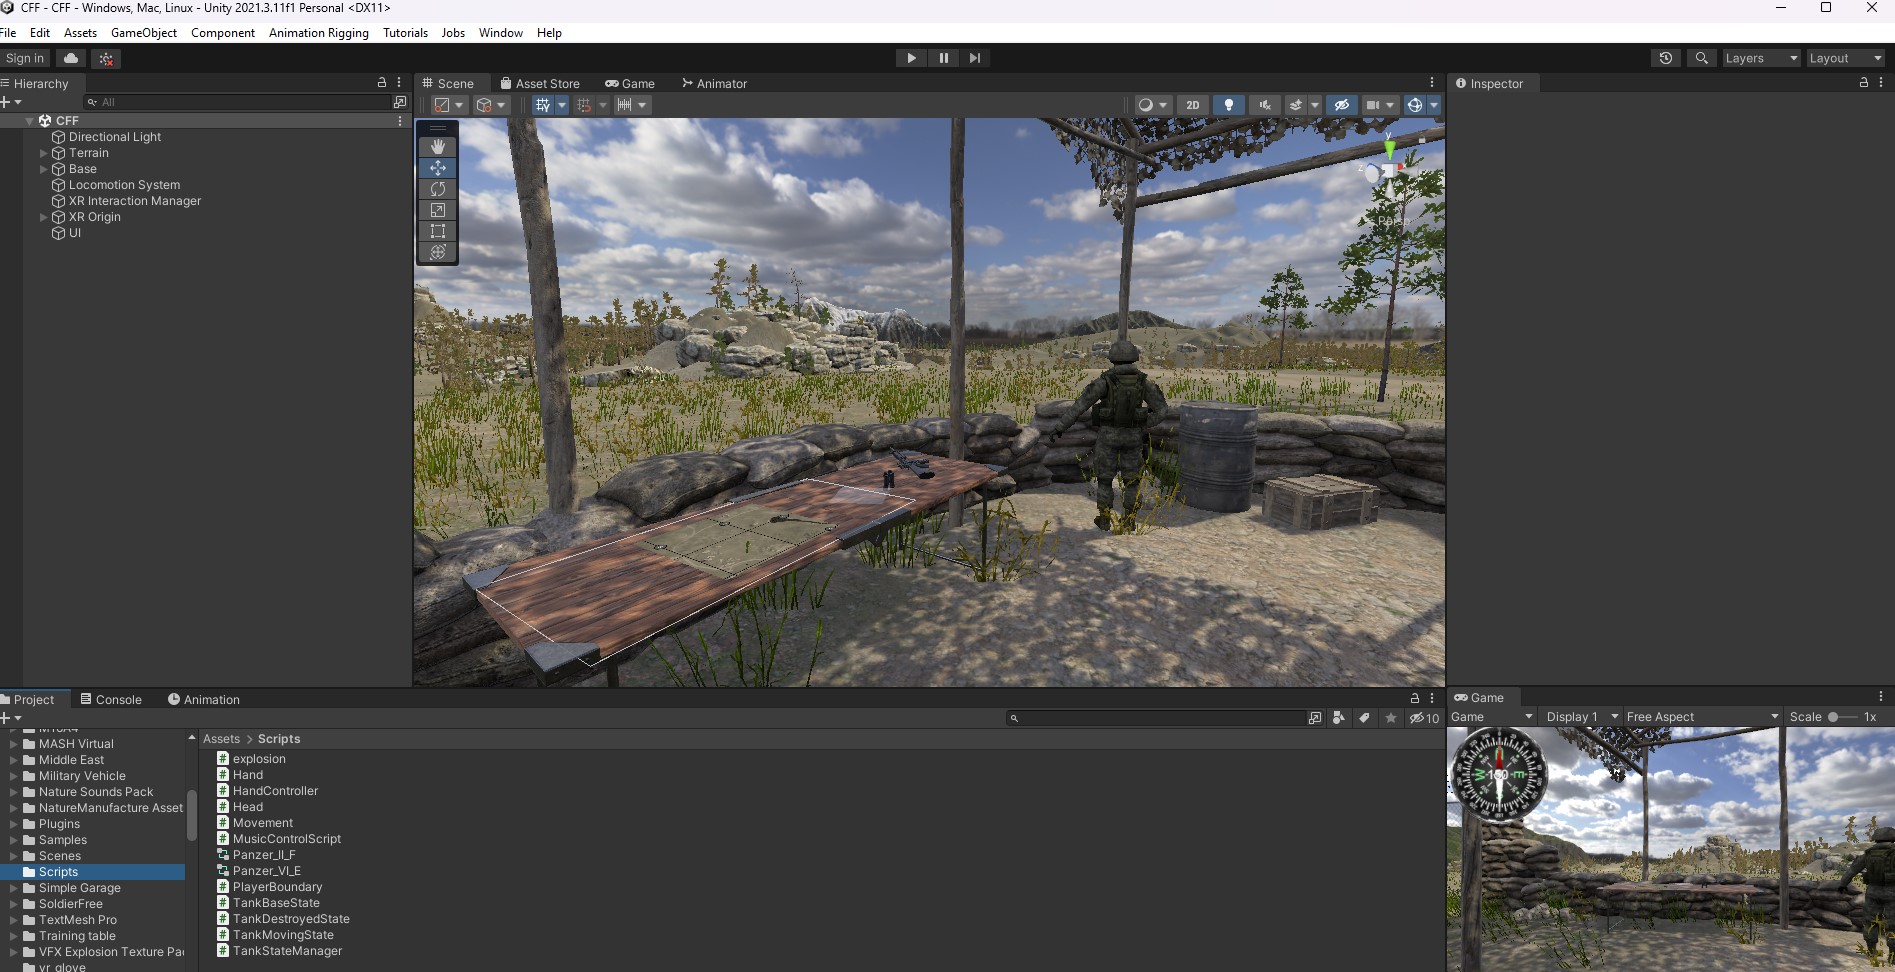 CFF - CFF - Windows, Mac, Linux - Unity 2021.3.11f1 Personal <DX11>
File Edit Assets GameObject Component Animation Rigging Tutorials Jobs Window Help
Sign in
Layers
Layout
Hierarchy
All
CFF
Directional Light
Terrain
Base
Locomotion System
XR Interaction Manager
XR Origin
UI
Scene Asset Store Game Animator
2D
y
Persp
Inspector
Project Console Animation
10
MASH Virtual
Middle East
Military Vehicle
Nature Sounds Pack
NatureManufacture Asset
Plugins
Samples
Scenes
Scripts
Simple Garage
SoldierFree
TextMesh Pro
Training table
VFX Explosion Texture Pa
vr_glove
Assets > Scripts
explosion
Hand
HandController
Head
Movement
MusicControlScript
Panzer_II_F
Panzer_VI_E
PlayerBoundary
TankBaseState
TankDestroyedState
TankMovingState
TankStateManager
Game
Game Display 1 Free Aspect Scale 1x